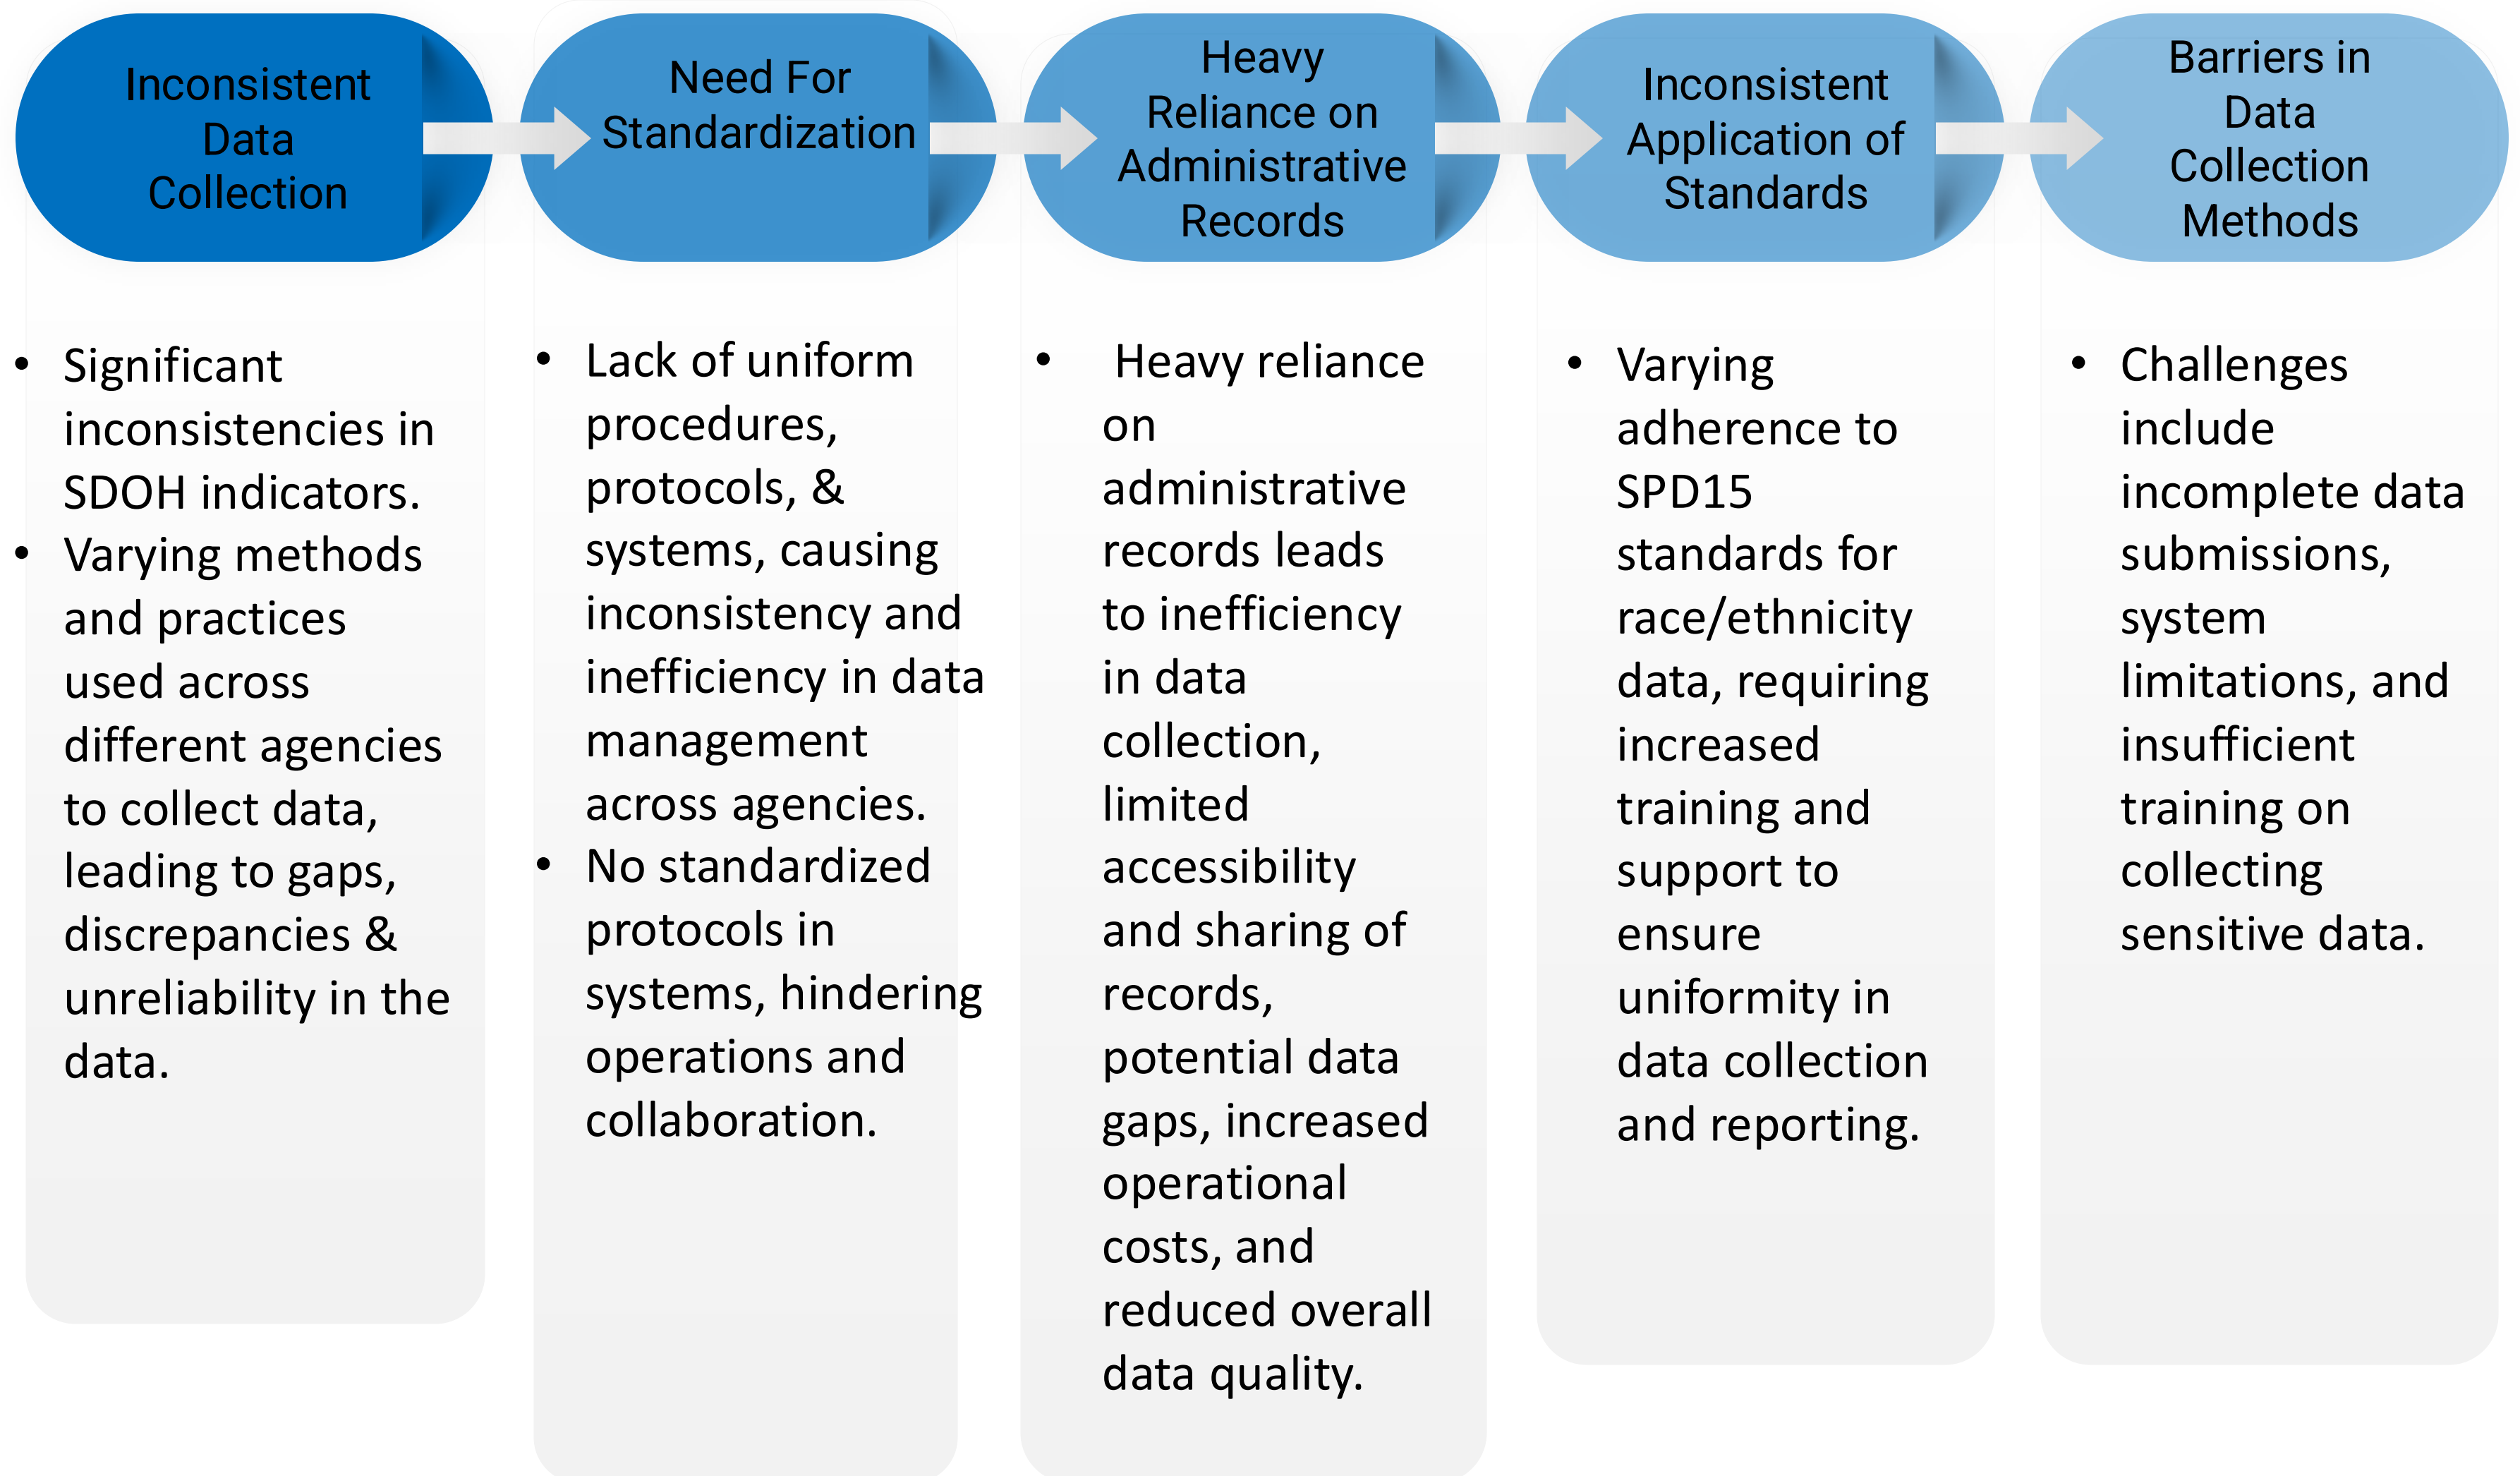 Inconsistent
Data
Collection
Need For
Standardization
Heavy
Reliance on
Administrative
Records
Inconsistent
Application of
Standards
Barriers in
Data
Collection
Methods
• Significant
inconsistencies in
SDOH indicators.
• Varying methods
and practices
used across
different agencies
to collect data,
leading to gaps,
discrepancies &
unreliability in the
data.
• Lack of uniform
procedures,
protocols, &
systems, causing
inconsistency and
inefficiency in data
management
across agencies.
• No standardized
protocols in
systems, hindering
operations and
collaboration.
• Heavy reliance
on
administrative
records leads
to inefficiency
in data
collection,
limited
accessibility
and sharing of
records,
potential data
gaps, increased
operational
costs, and
reduced overall
data quality.
• Varying
adherence to
SPD15
standards for
race/ethnicity
data, requiring
increased
training and
support to
ensure
uniformity in
data collection
and reporting.
• Challenges
include
incomplete data
submissions,
system
limitations, and
insufficient
training on
collecting
sensitive data.